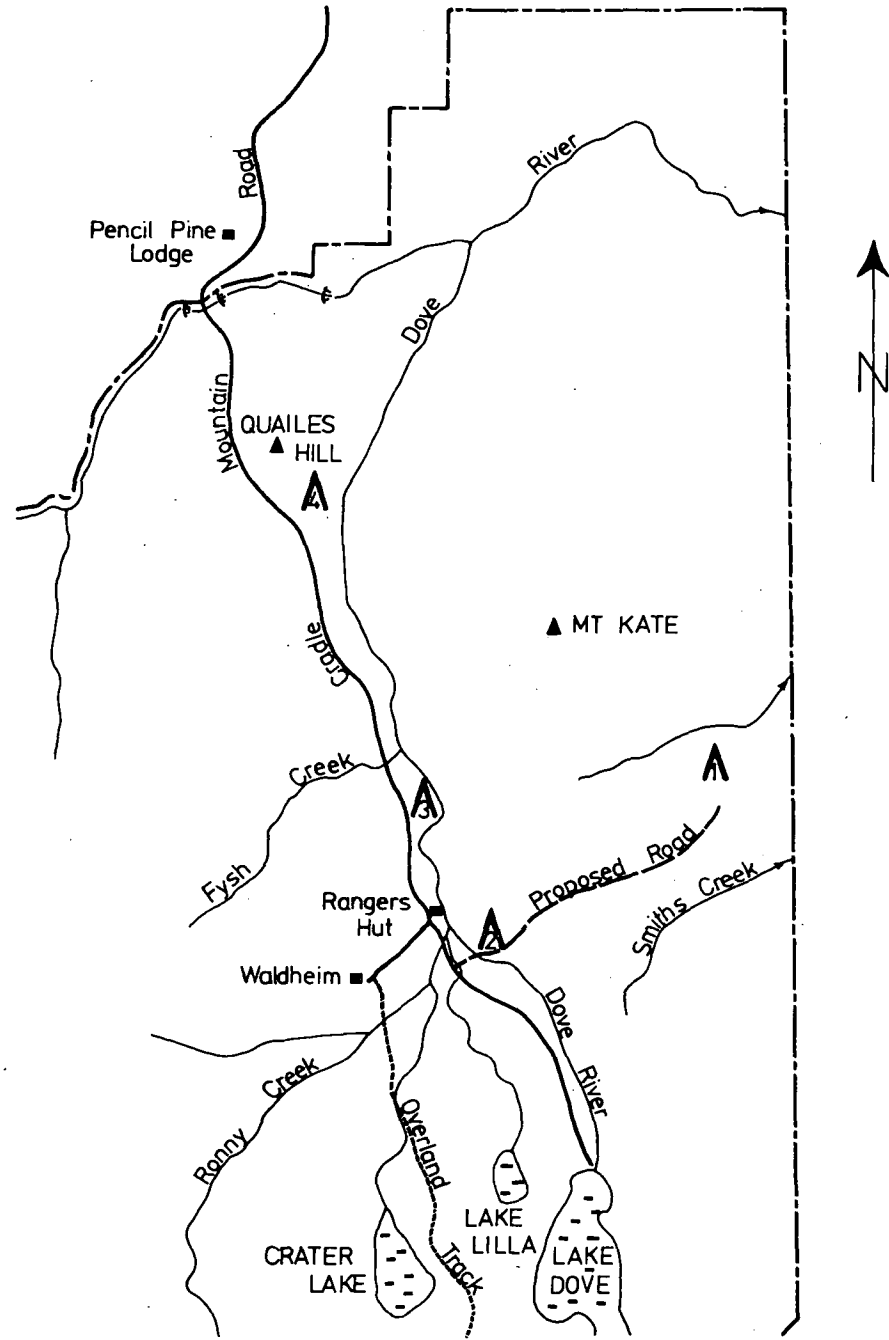 Road
River
Pencil Pine
Lodge
Dove
N
Mountain
QUAILES
HILL
4
Cradle
MT KATE
1
Creek
Fysh
3
Proposed Road
Rangers
Hut
2
Smiths Creek
Waldheim
Dove
River
Ronny
Creek
Overland
Track
LAKE
LILLA
CRATER
LAKE
LAKE
DOVE